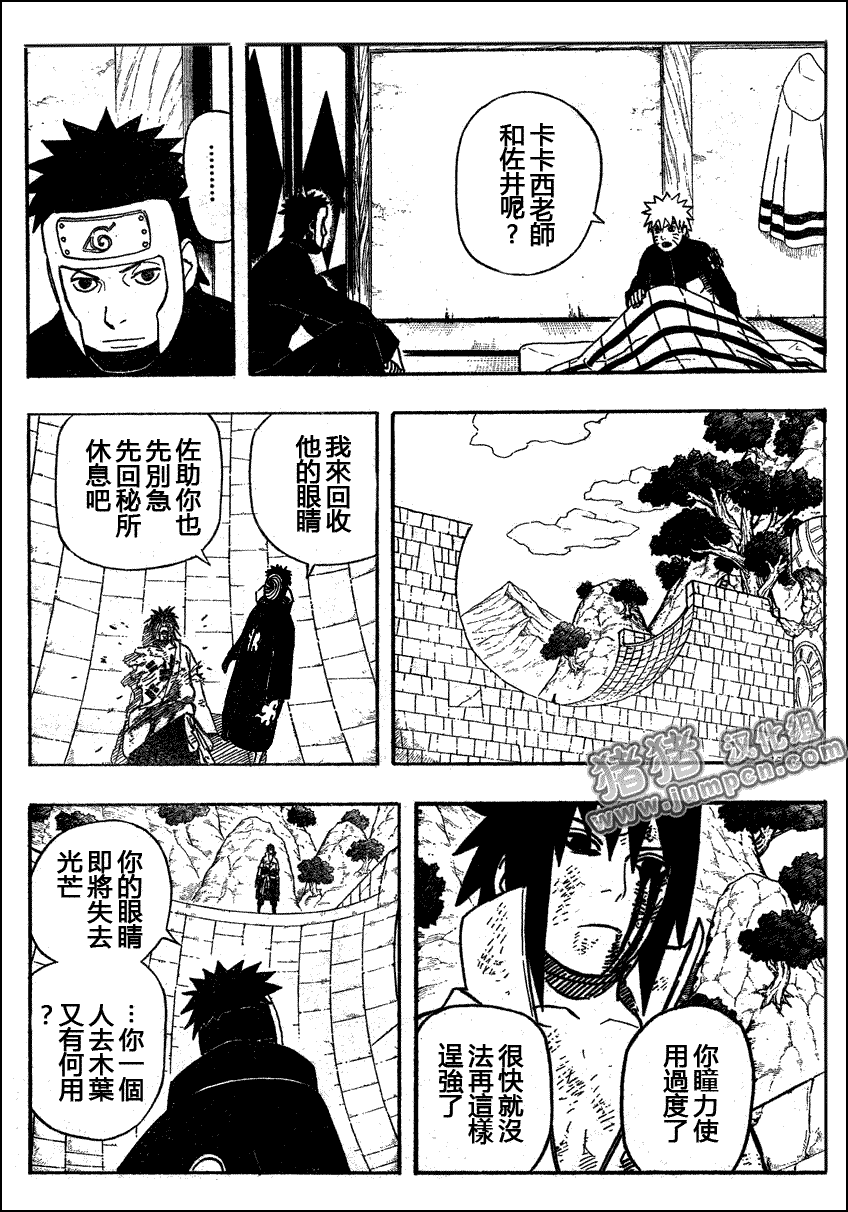 卡卡西老師
和佐井呢？
………
我來回收
他的眼睛
佐助你也
先別急
先回秘所
休息吧
猪猪汉化组
www.jumpcn.com
你瞳力使
用過度了
很快就沒
法再這樣
逞強了
你的眼睛
即將失去
光芒
…你一個
人去木葉
又有何用
？